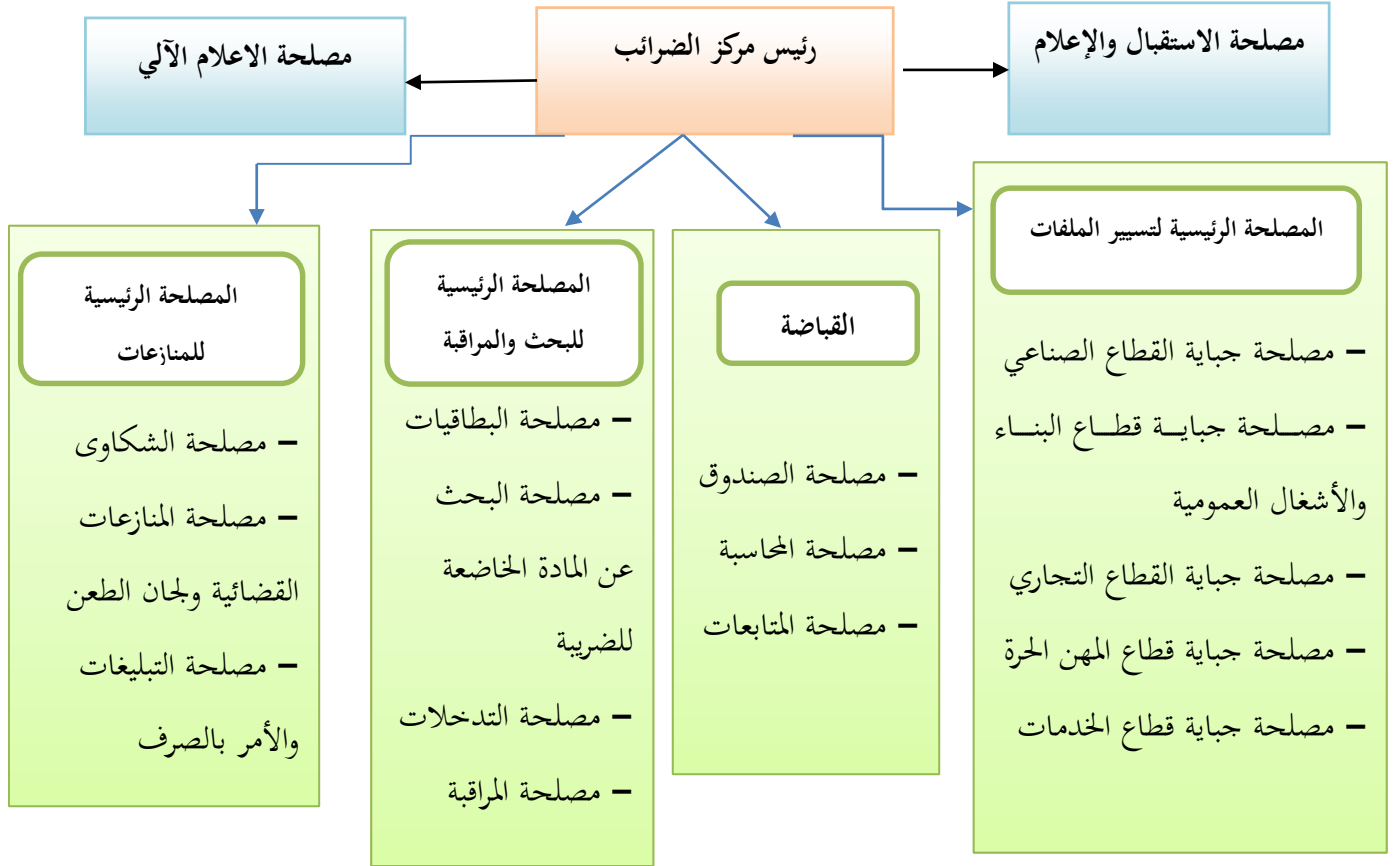 مصلحة الاستقبال والإعلام
رئيس مركز الضرائب
مصلحة الاعلام الآلي
المصلحة الرئيسية لتسيير الملفات
– مصلحة جباية القطاع الصناعي
– مصلحة جباية قطاع البناء
والأشغال العمومية
– مصلحة جباية القطاع التجاري
– مصلحة جباية قطاع المهن الحرة
– مصلحة جباية قطاع الخدمات
القباضة
– مصلحة الصندوق
– مصلحة المحاسبة
– مصلحة المتابعات
المصلحة الرئيسية
للبحث والمراقبة
– مصلحة البطاقيات
– مصلحة البحث
عن المادة الخاضعة
للضريبة
– مصلحة التدخلات
– مصلحة المراقبة
المصلحة الرئيسية
للمنازعات
– مصلحة الشكاوى
– مصلحة المنازعات
القضائية ولجان الطعن
– مصلحة التبليغات
والأمر بالصرف